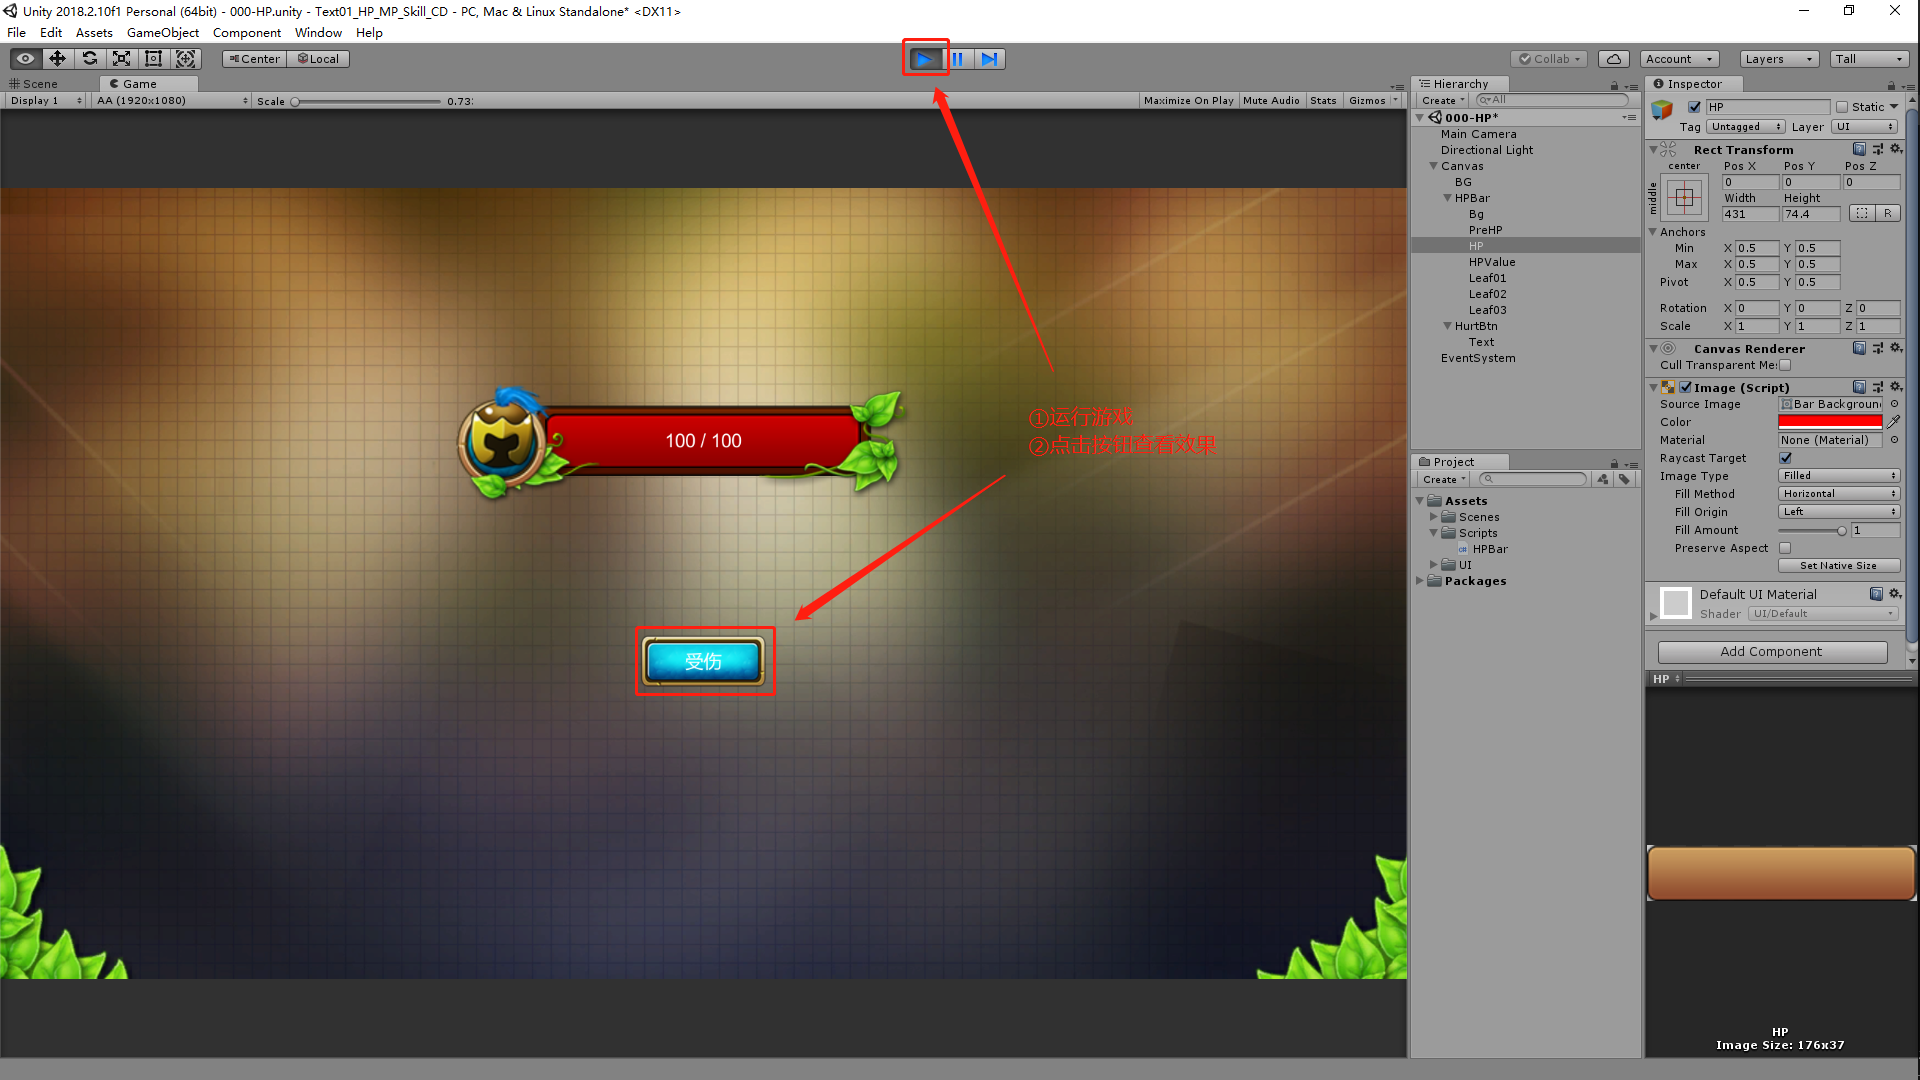 Unity 2018.2.10f1 Personal (64bit) - 000-HP.unity - Text01_HP_MP_Skill_CD - PC, Mac & Linux Standalone* <DX11>
File Edit Assets GameObject Component Window Help
Center Local
Collab Account Layers Tall
Scene Game
Display 1 AA (1920x1080) Scale 0.73:
Maximize On Play Mute Audio Stats Gizmos
100 / 100
①运行游戏
②点击按钮查看效果
受伤
Hierarchy
Create All
000-HP*
Main Camera
Directional Light
Canvas
BG
HPBar
Bg
PreHP
HP
HPValue
Leaf01
Leaf02
Leaf03
HurtBtn
Text
EventSystem
Project
Create
Assets
Scenes
Scripts
HPBar
UI
Packages
Inspector
HP Static
Tag Untagged Layer UI
Rect Transform
center Pos X Pos Y Pos Z
middle
0 0 0
Width Height
431 74.4 R
Anchors
Min X 0.5 Y 0.5
Max X 0.5 Y 0.5
Pivot X 0.5 Y 0.5
Rotation X 0 Y 0 Z 0
Scale X 1 Y 1 Z 1
Canvas Renderer
Cull Transparent Me:
Image (Script)
Source Image Bar Background
Color
Material None (Material)
Raycast Target
Image Type Filled
Fill Method Horizontal
Fill Origin Left
Fill Amount 1
Preserve Aspect
Set Native Size
Default UI Material
Shader UI/Default
Add Component
HP
HP
Image Size: 176x37